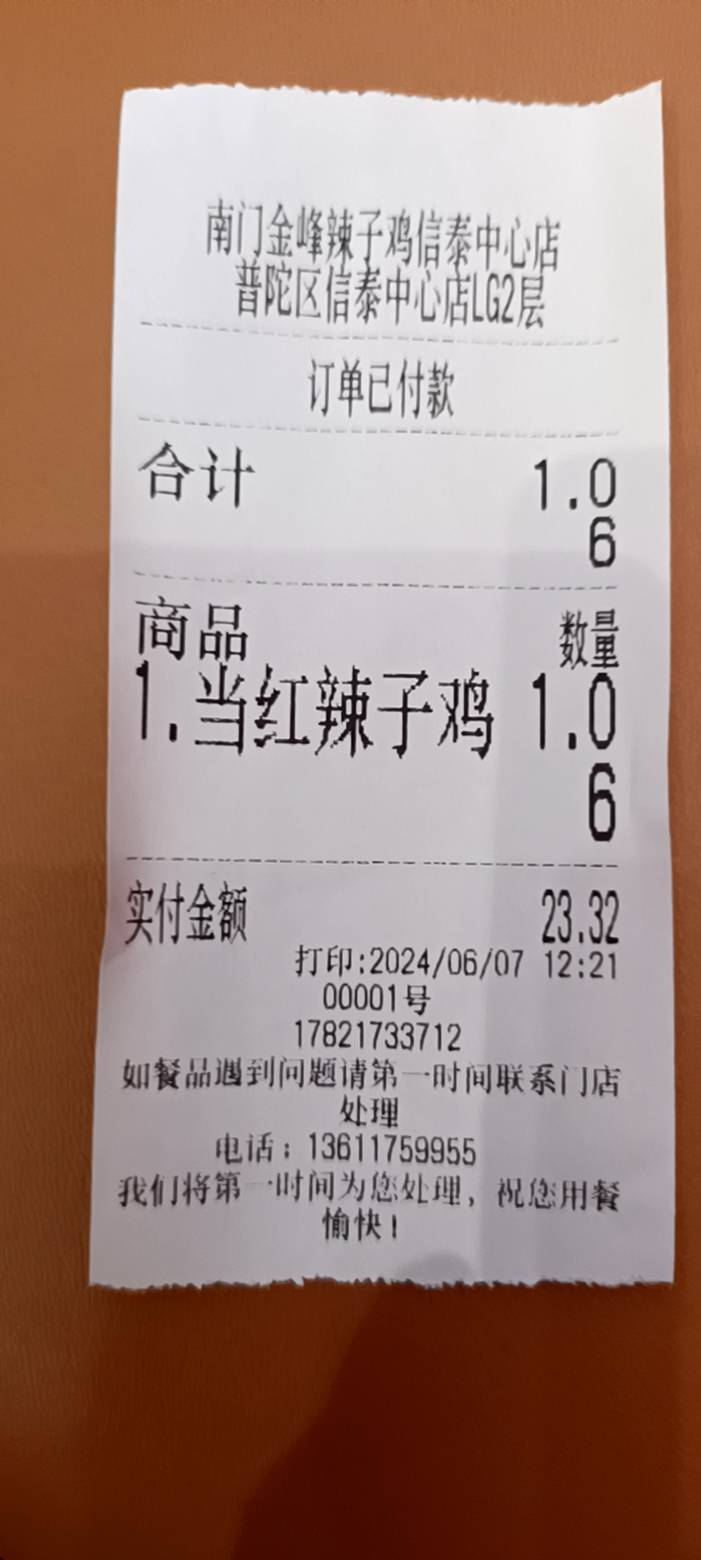 南门金峰辣子鸡信泰中心店
普陀区信泰中心店LG2层
订单已付款
合计 1.0
6
商品 数量
1.当红辣子鸡 1.0
6
实付金额 23.32
打印:2024/06/07 12:21
00001号
17821733712
如餐品遇到问题请第一时间联系门店
处理
电话：13611759955
我们将第一时间为您处理，祝您用餐
愉快！